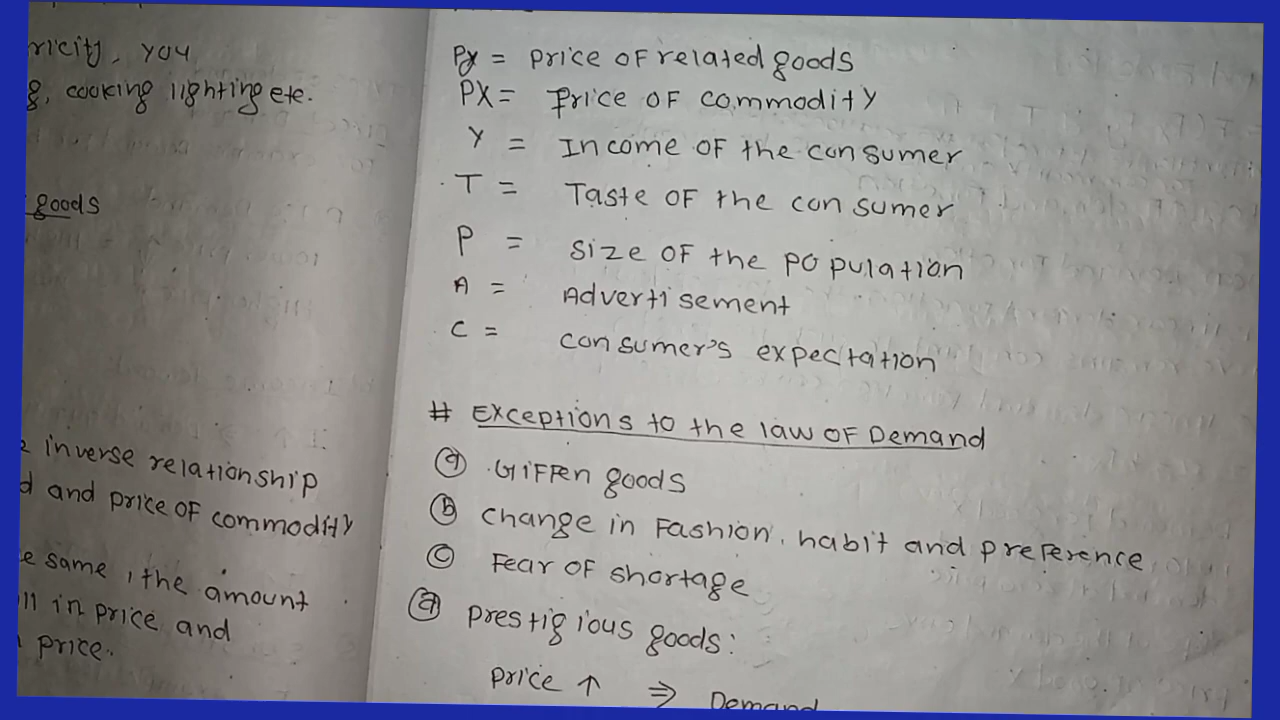 ricity, you
g, cooking lighting etc.
goods
inverse relationship
d and price of commodity
e same, the amount
ll in price and
price.
Py = price of related goods
PX = Price of commodity
Y = Income of the consumer
T = Taste of the consumer
P = Size of the population
A = Advertisement
C = consumer's expectation
# Exceptions to the law of Demand
(a) Giffen goods
(b) change in Fashion, habit and preference
(c) Fear of shortage
(d) prestigious goods:
price ↑ ⇒ Demand